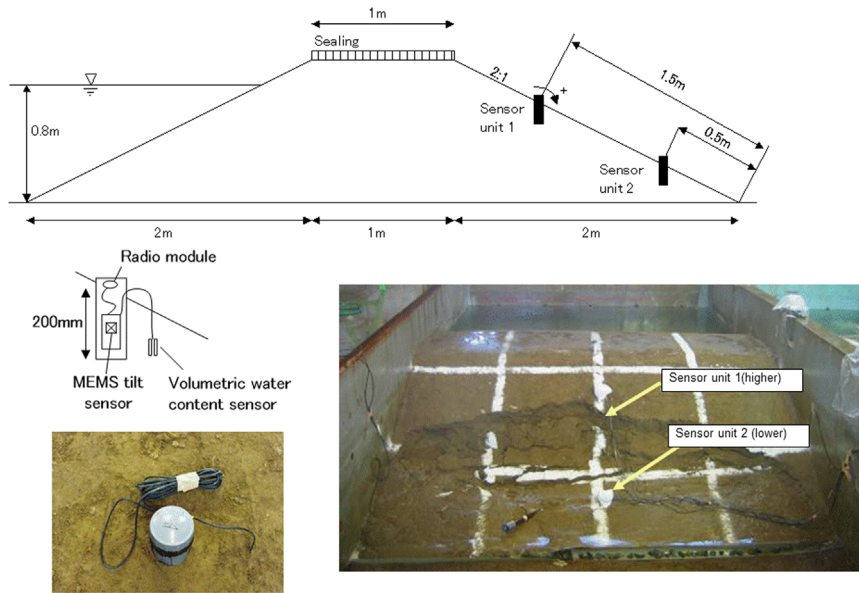 1m
Sealing
2:1
+
1.5m
Sensor
unit 1
0.8m
0.5m
Sensor
unit 2
2m
1m
2m
Radio module
200mm
MEMS tilt
sensor
Volumetric water
content sensor
Sensor unit 1(higher)
Sensor unit 2 (lower)